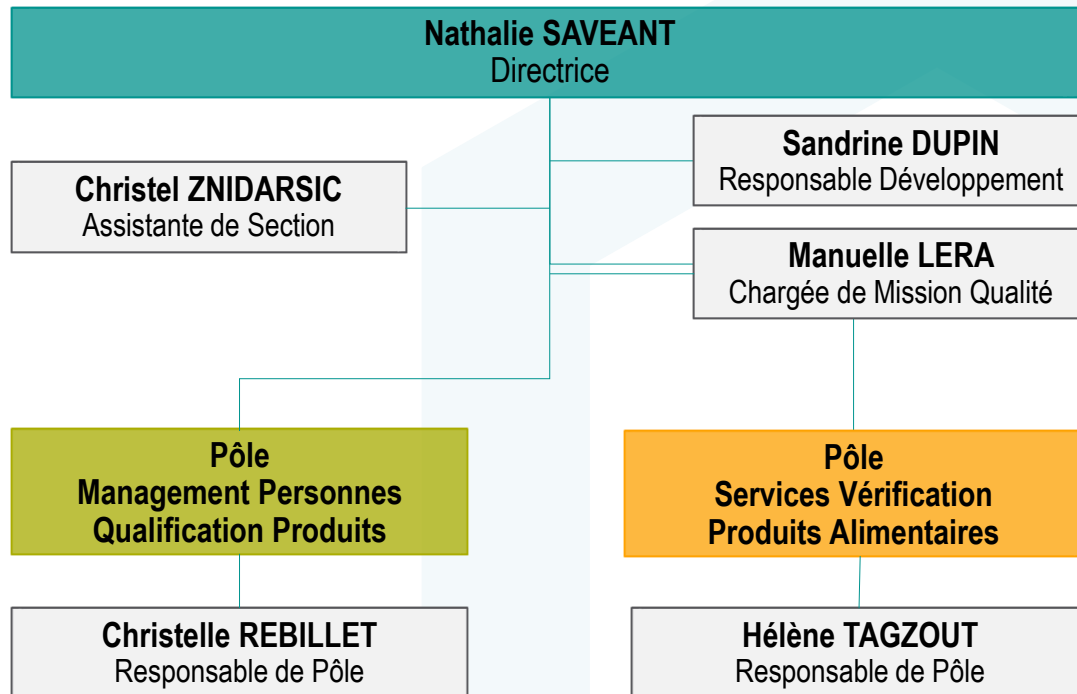 Nathalie SAVEANT
Directrice
Sandrine DUPIN
Responsable Développement
Christel ZNIDARSIC
Assistante de Section
Manuelle LERA
Chargée de Mission Qualité
Pôle
Management Personnes
Qualification Produits
Pôle
Services Vérification
Produits Alimentaires
Christelle REBILLET
Responsable de Pôle
Hélène TAGZOUT
Responsable de Pôle